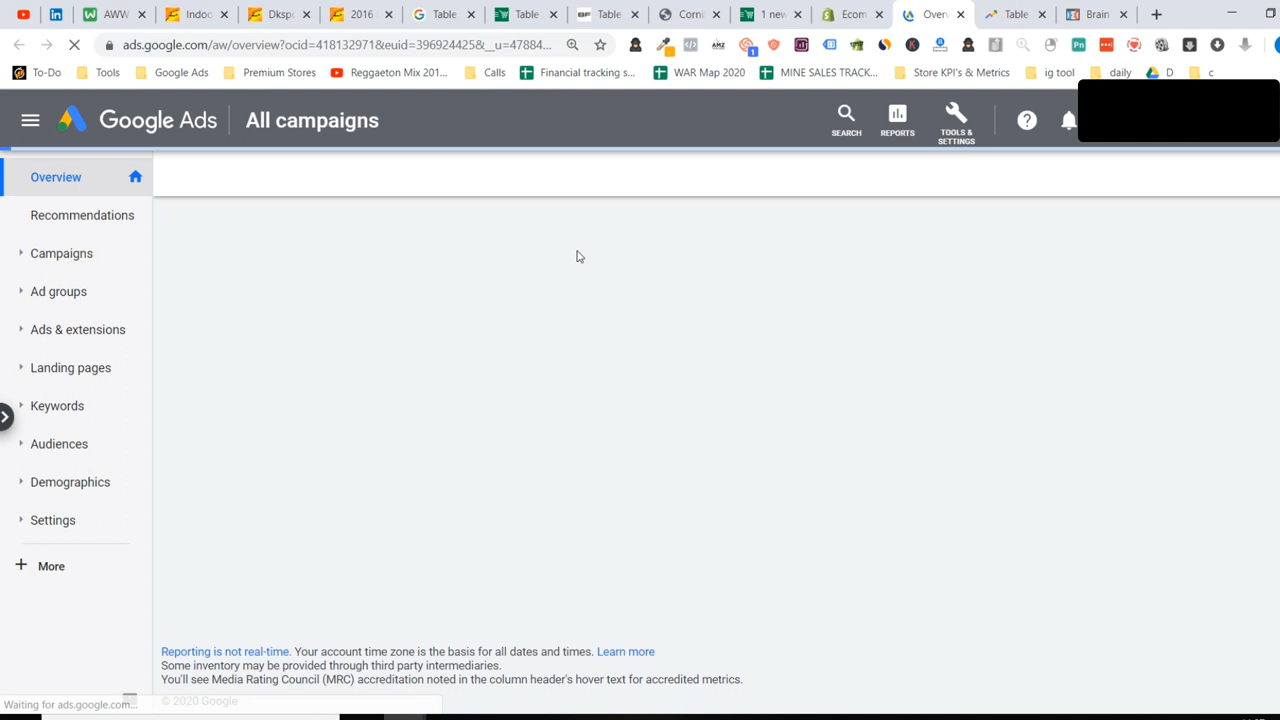 AWW
Indoo
Dksp
2016
Table
Table
Table
Corni
1 new
Ecom
Overv
Table
Brain
ads.google.com/aw/overview?ocid=418132971&euid=396924425&__u=47884...
To-Do
Tools
Google Ads
Premium Stores
Reggaeton Mix 201...
Calls
Financial tracking s...
WAR Map 2020
MINE SALES TRACK...
Store KPI's & Metrics
ig tool
daily
D
c
Google Ads
All campaigns
SEARCH
REPORTS
TOOLS &
SETTINGS
Overview
Recommendations
Campaigns
Ad groups
Ads & extensions
Landing pages
Keywords
Audiences
Demographics
Settings
More
Reporting is not real-time. Your account time zone is the basis for all dates and times. Learn more
Some inventory may be provided through third party intermediaries.
You'll see Media Rating Council (MRC) accreditation noted in the column header's hover text for accredited metrics.
© 2020 Google
Waiting for ads.google.com...